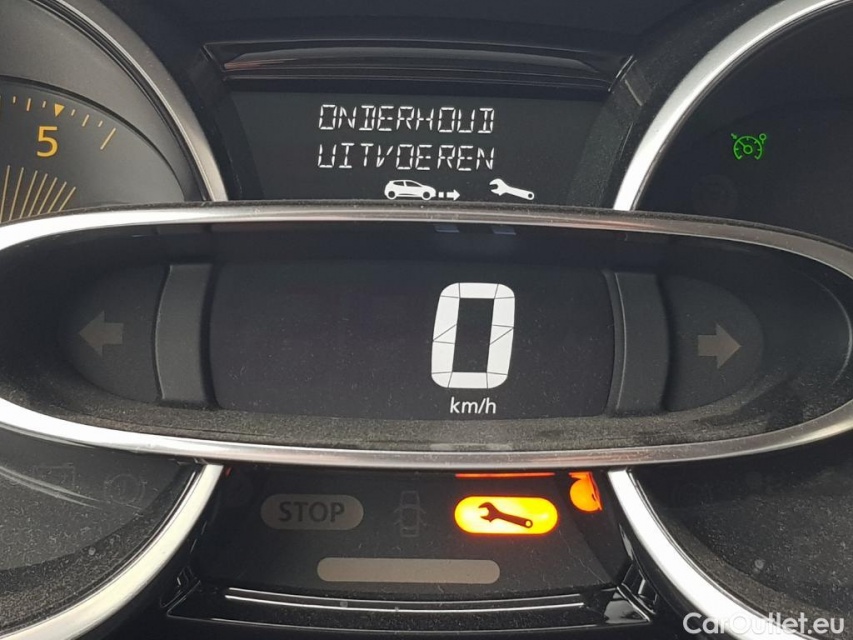 ONDERHOUD
UITVOEREN
5
0
km/h
STOP
CarOutlet.eu